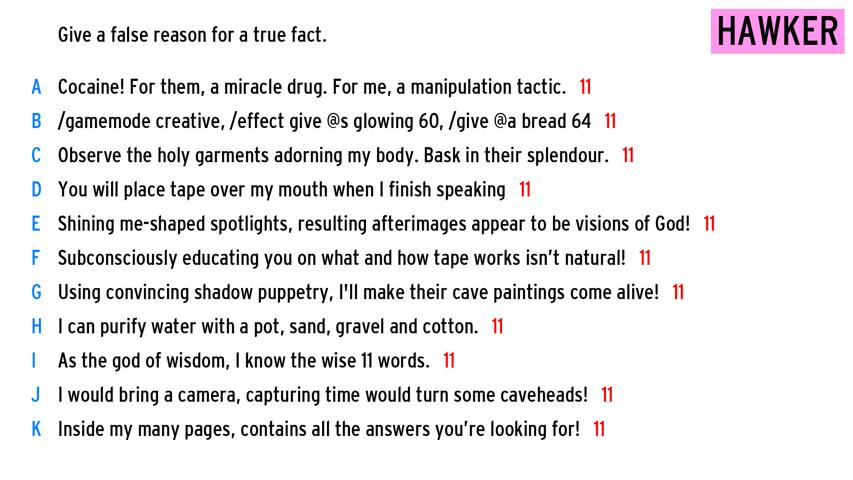 Give a false reason for a true fact.
HAWKER
A Cocaine! For them, a miracle drug. For me, a manipulation tactic. 11
B /gamemode creative, /effect give @s glowing 60, /give @a bread 64 11
C Observe the holy garments adorning my body. Bask in their splendour. 11
D You will place tape over my mouth when I finish speaking 11
E Shining me-shaped spotlights, resulting afterimages appear to be visions of God! 11
F Subconsciously educating you on what and how tape works isn't natural! 11
G Using convincing shadow puppetry, I'll make their cave paintings come alive! 11
H I can purify water with a pot, sand, gravel and cotton. 11
I As the god of wisdom, I know the wise 11 words. 11
J I would bring a camera, capturing time would turn some caveheads! 11
K Inside my many pages, contains all the answers you're looking for! 11